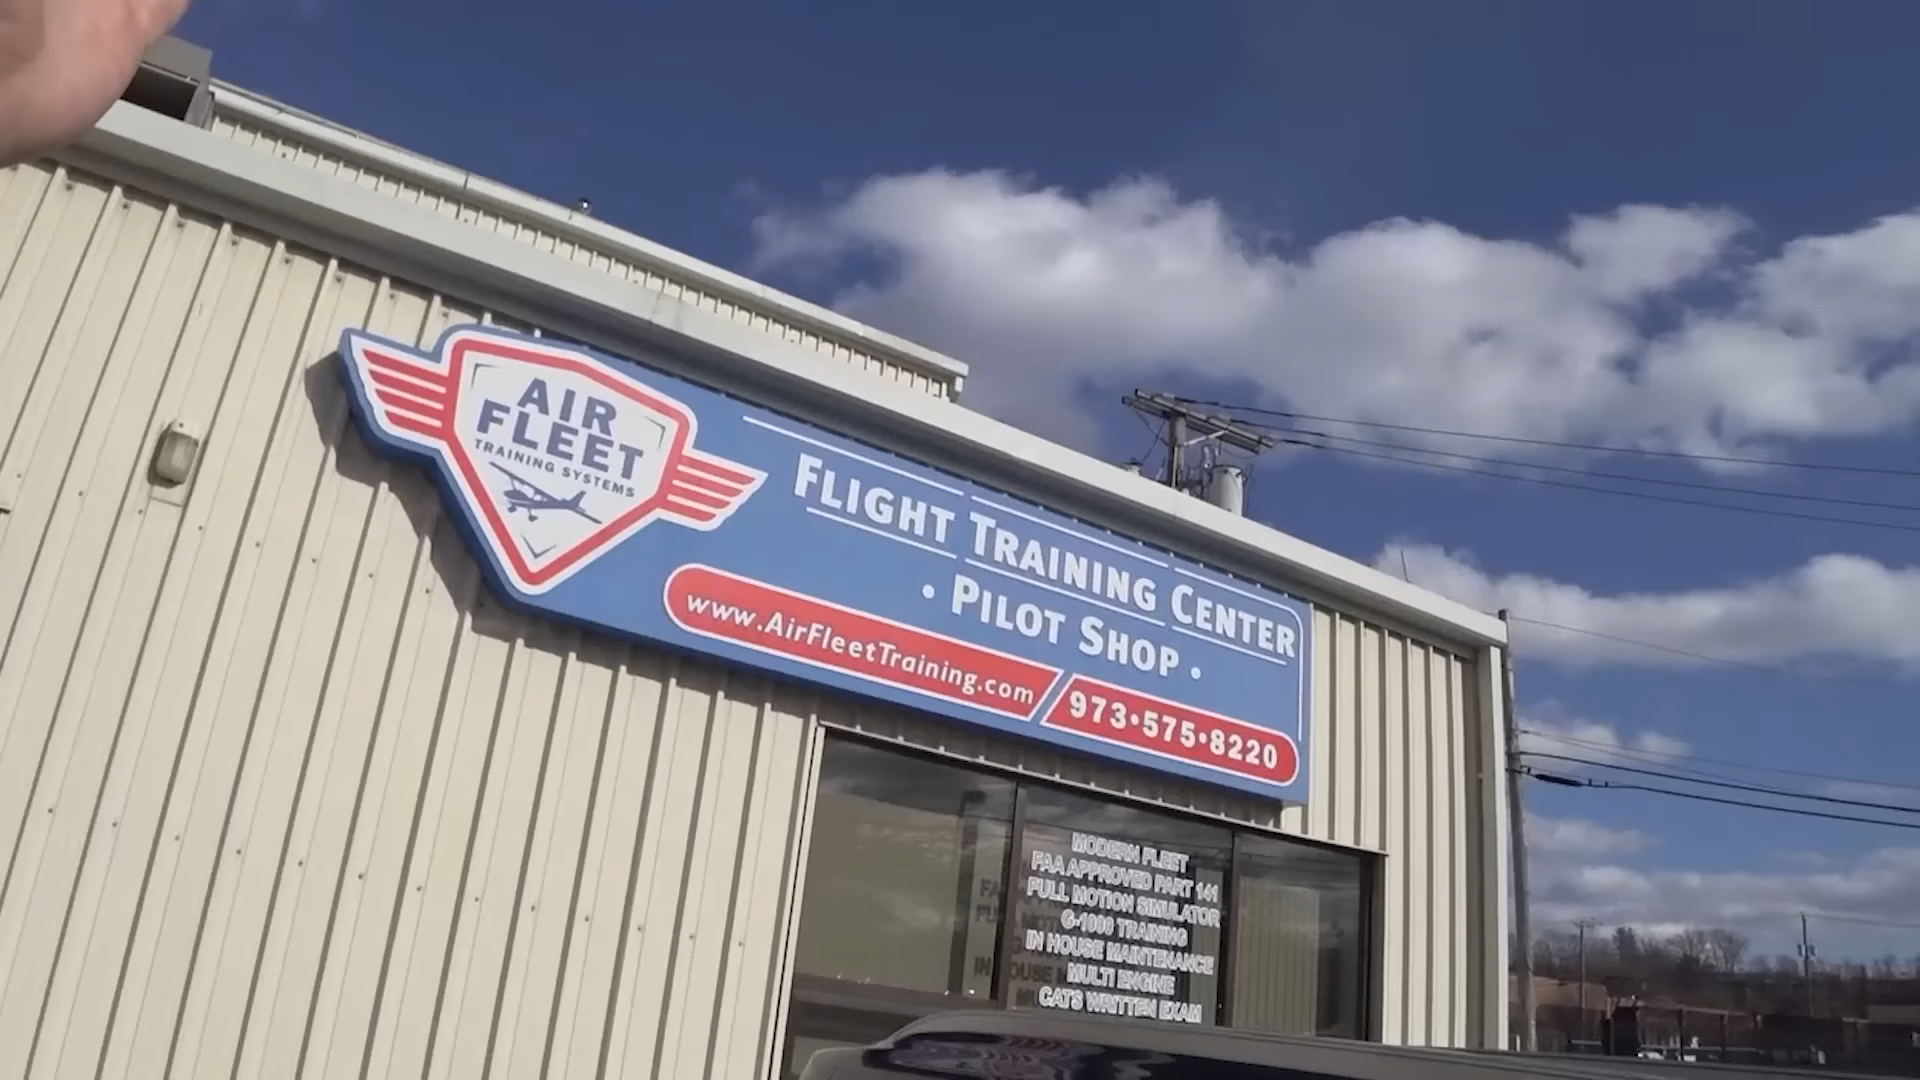 AIR
FLEET
TRAINING SYSTEMS
FLIGHT TRAINING CENTER
• PILOT SHOP •
www.AirFleetTraining.com
973•575•8220
MODERN FLEET
FAA APPROVED PART 141
FULL MOTION SIMULATOR
G-1000 TRAINING
IN HOUSE MAINTENANCE
MULTI ENGINE
CATS WRITTEN EXAM